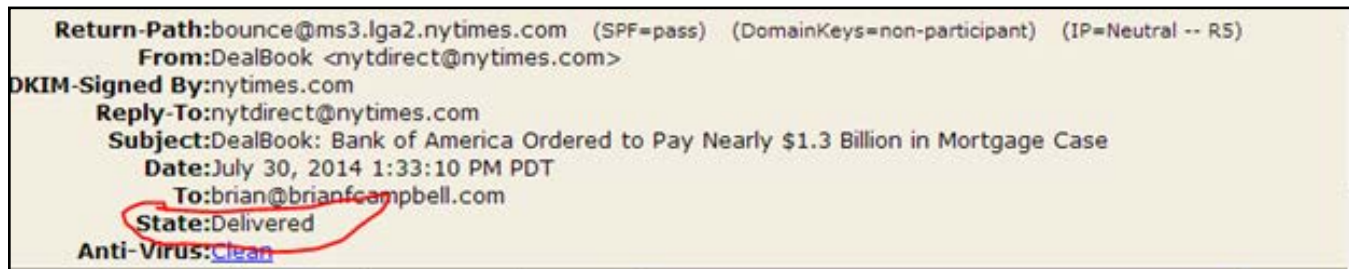 Return-Path:bounce@ms3.lga2.nytimes.com (SPF=pass) (DomainKeys=non-participant) (IP=Neutral -- R5)
From:DealBook <nytdirect@nytimes.com>
DKIM-Signed By:nytimes.com
Reply-To:nytdirect@nytimes.com
Subject:DealBook: Bank of America Ordered to Pay Nearly $1.3 Billion in Mortgage Case
Date:July 30, 2014 1:33:10 PM PDT
To:brian@brianfcampbell.com
State:Delivered
Anti-Virus:Clean